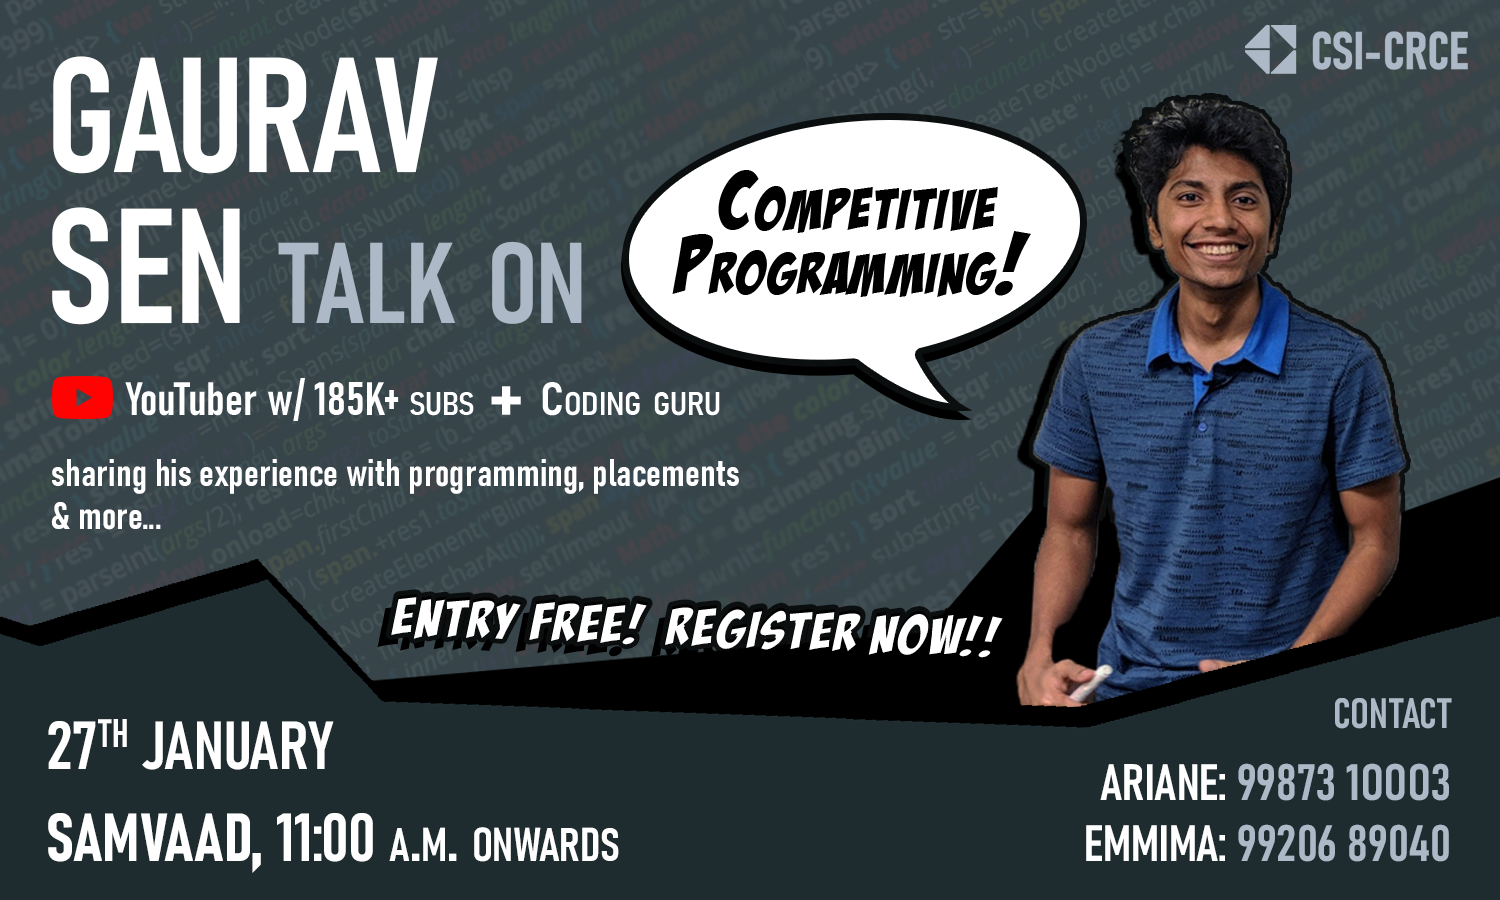 CSI-CRCE
GAURAV
SEN TALK ON
COMPETITIVE
PROGRAMMING!
YouTuber w/ 185K+ SUBS + CODING GURU
sharing his experience with programming, placements
& more...
ENTRY FREE! REGISTER NOW!!
27TH JANUARY
SAMVAAD, 11:00 A.M. ONWARDS
CONTACT
ARIANE: 99873 10003
EMMIMA: 99206 89040